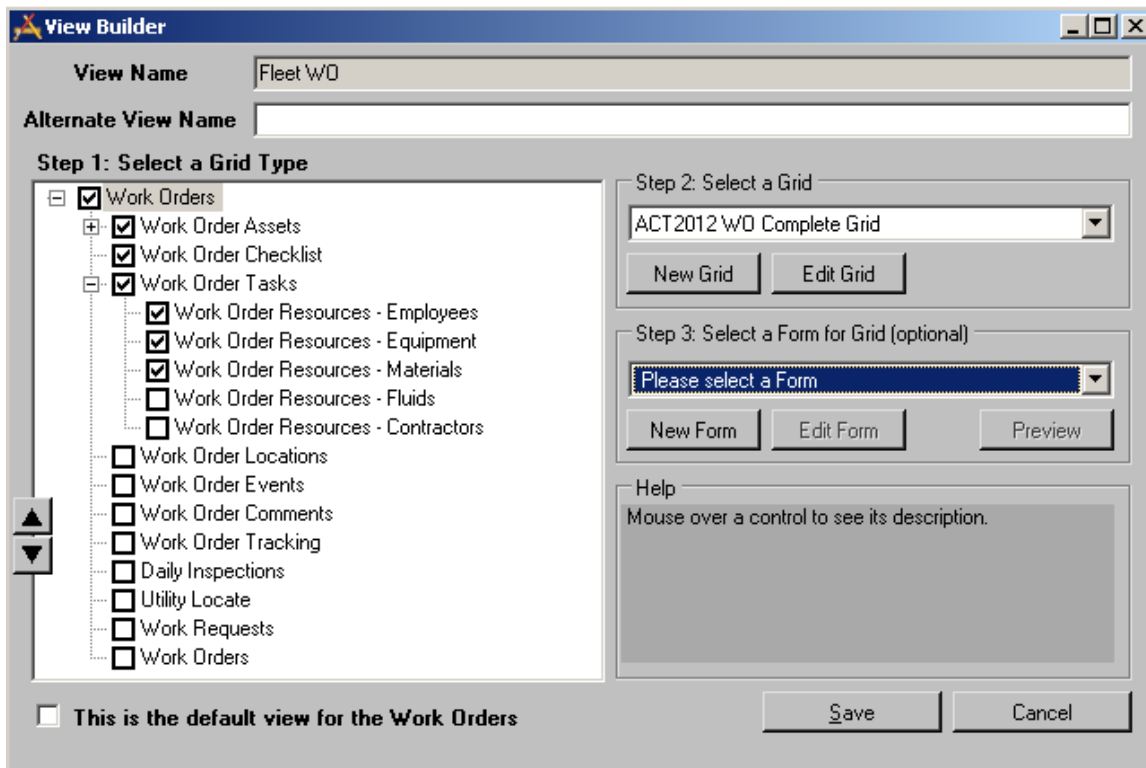 View Builder
View Name
Fleet WO
Alternate View Name
Step 1: Select a Grid Type
Work Orders
Work Order Assets
Work Order Checklist
Work Order Tasks
Work Order Resources - Employees
Work Order Resources - Equipment
Work Order Resources - Materials
Work Order Resources - Fluids
Work Order Resources - Contractors
Work Order Locations
Work Order Events
Work Order Comments
Work Order Tracking
Daily Inspections
Utility Locate
Work Requests
Work Orders
Step 2: Select a Grid
ACT2012 WO Complete Grid
New Grid
Edit Grid
Step 3: Select a Form for Grid (optional)
Please select a Form
New Form
Edit Form
Preview
Help
Mouse over a control to see its description.
This is the default view for the Work Orders
Save
Cancel